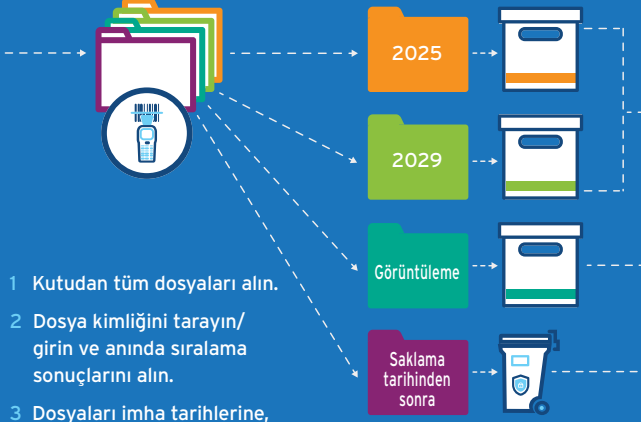 2025
2029
Görüntüleme
Saklama
tarihinden
sonra
1 Kutudan tüm dosyaları alın.
2 Dosya kimliğini tarayın/
girin ve anında sıralama
sonuçlarını alın.
3 Dosyaları imha tarihlerine,